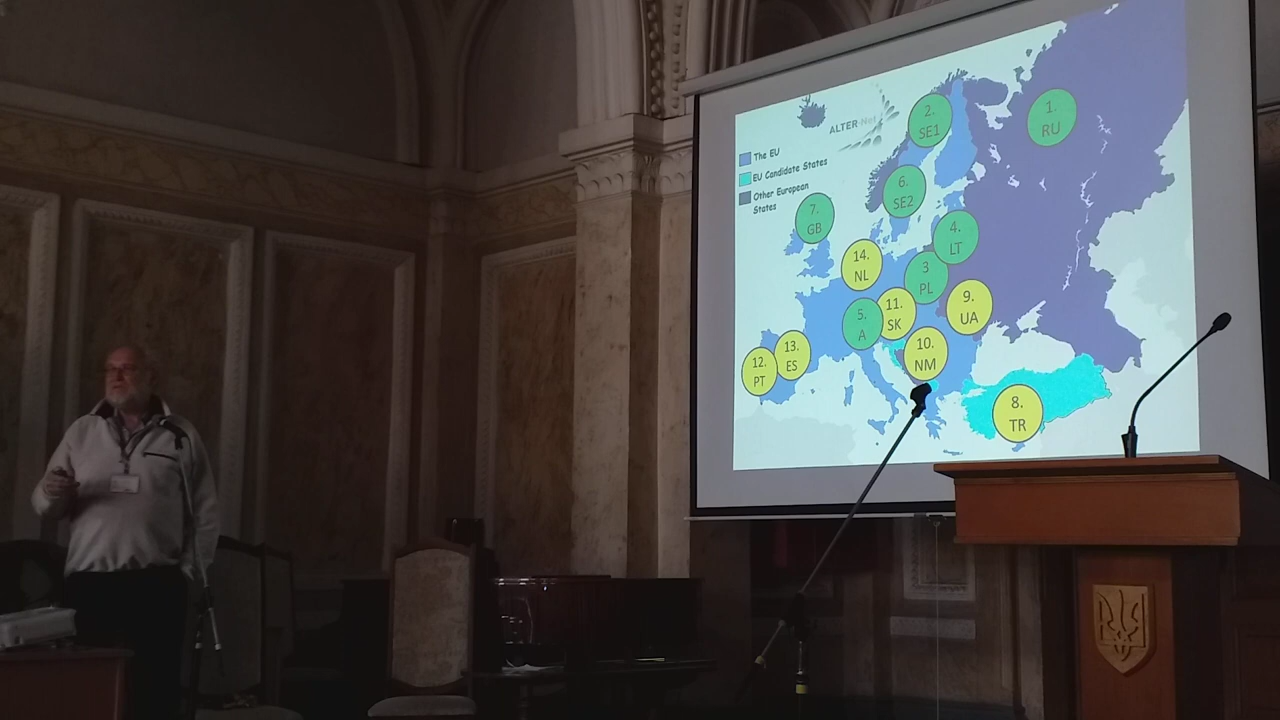 ALTER-Net
The EU
EU Candidate States
Other European
States
1.
RU
2.
SE1
6.
SE2
7.
GB
4.
LT
14.
NL
3
PL
9.
UA
11.
SK
5.
A
10.
NM
13.
ES
12.
PT
8.
TR